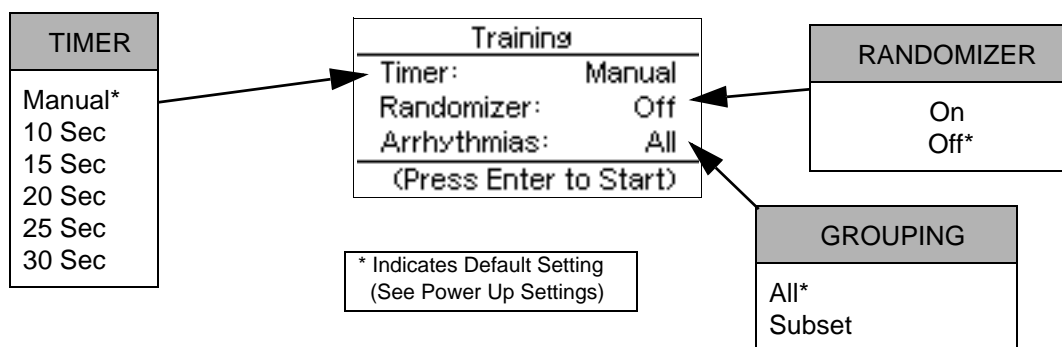 TIMER
Manual*
10 Sec
15 Sec
20 Sec
25 Sec
30 Sec
Training
Timer: Manual
Randomizer: Off
Arrhythmias: All
(Press Enter to Start)
* Indicates Default Setting
(See Power Up Settings)
RANDOMIZER
On
Off*
GROUPING
All*
Subset